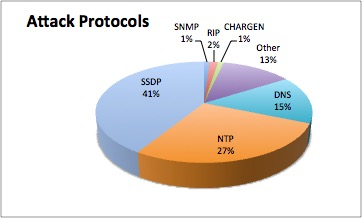 Attack Protocols
SNMP
1%
RIP
2%
CHARGEN
1%
Other
13%
DNS
15%
NTP
27%
SSDP
41%